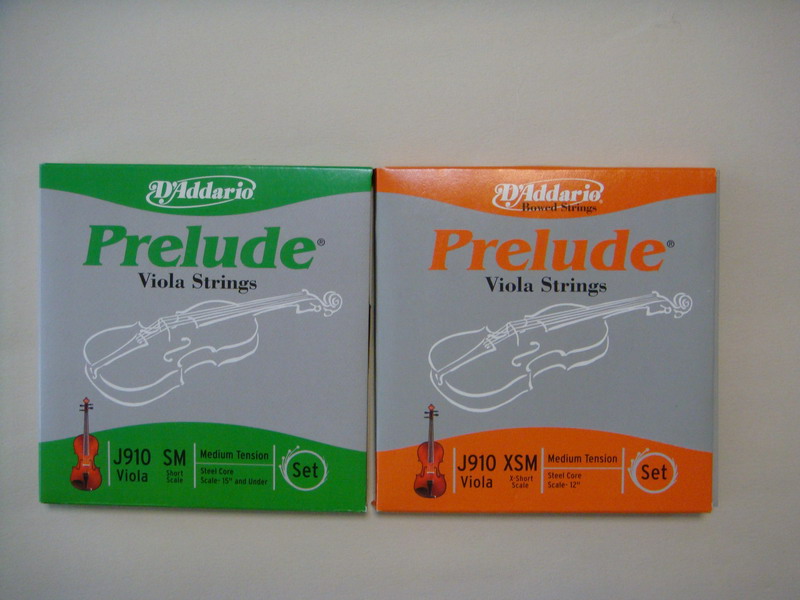 D'Addario
Prelude®
Viola Strings
J910 SM
Viola
Short
Scale
Medium Tension
Steel Core
Scale- 15" and Under
Set
D'Addario
Bowed Strings
Prelude®
Viola Strings
J910 XSM
Viola
X-Short
Scale
Medium Tension
Steel Core
Scale- 12"
Set